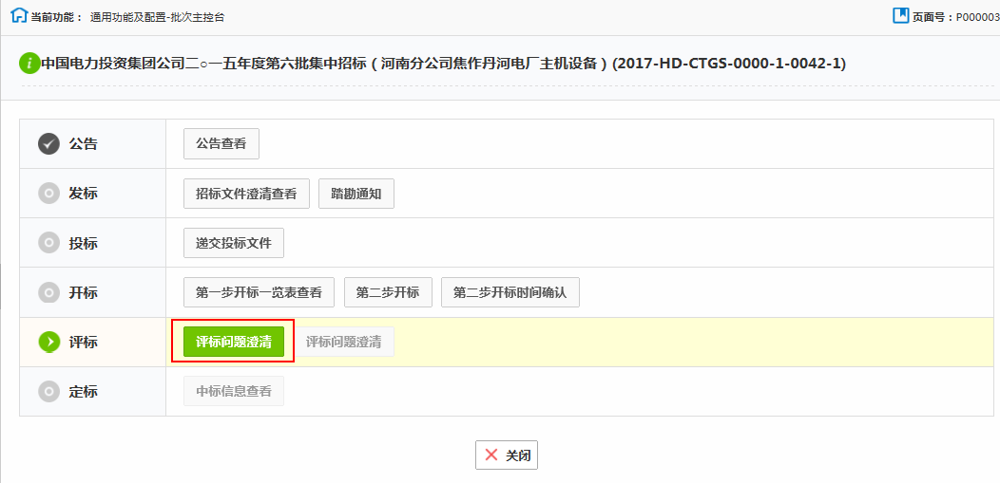 当前功能： 通用功能及配置-批次主控台 页面号：P000003
中国电力投资集团公司二○一五年度第六批集中招标（河南分公司焦作丹河电厂主机设备）(2017-HD-CTGS-0000-1-0042-1)
公告 公告查看
发标 招标文件澄清查看 踏勘通知
投标 递交投标文件
开标 第一步开标一览表查看 第二步开标 第二步开标时间确认
评标 评标问题澄清 评标问题澄清
定标 中标信息查看
关闭